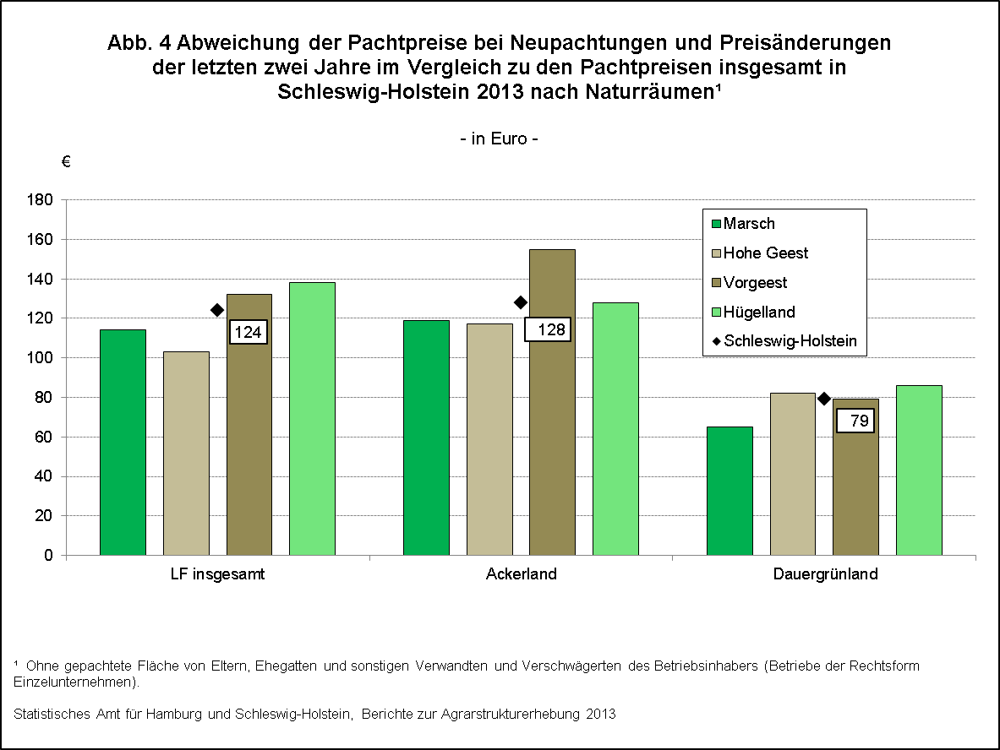 Abb. 4 Abweichung der Pachtpreise bei Neupachtungen und Preisänderungen
der letzten zwei Jahre im Vergleich zu den Pachtpreisen insgesamt in
Schleswig-Holstein 2013 nach Naturräumen¹
- in Euro -
€
180
160
140
120
100
80
60
40
20
0
Marsch
Hohe Geest
Vorgeest
Hügelland
Schleswig-Holstein
124
128
79
LF insgesamt
Ackerland
Dauergrünland
¹ Ohne gepachtete Fläche von Eltern, Ehegatten und sonstigen Verwandten und Verschwägerten des Betriebsinhabers (Betriebe der Rechtsform
Einzelunternehmen).
Statistisches Amt für Hamburg und Schleswig-Holstein, Berichte zur Agrarstrukturerhebung 2013